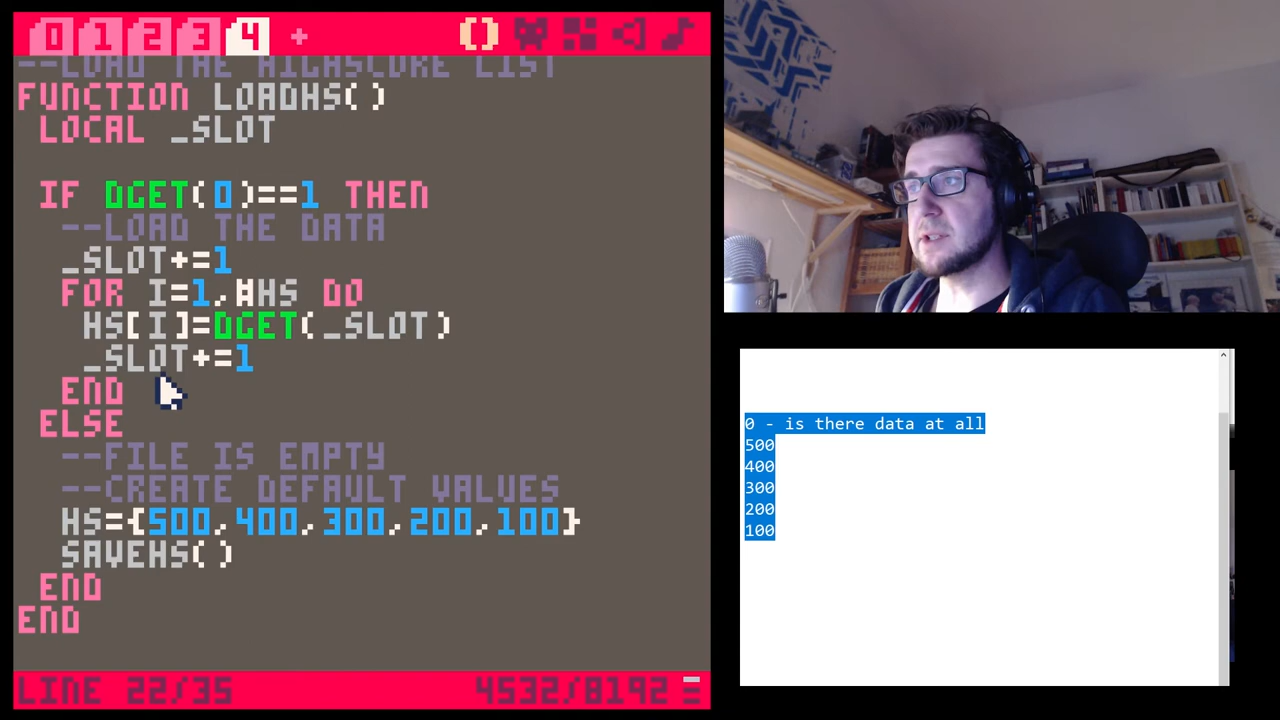 0 1 2 3 4 + ()
--LOAD THE HIGHSCORE LIST
FUNCTION LOADHS()
LOCAL _SLOT
IF DGET(0)==1 THEN
--LOAD THE DATA
_SLOT+=1
FOR I=1,#HS DO
HS[I]=DGET(_SLOT)
_SLOT+=1
END
ELSE
--FILE IS EMPTY
--CREATE DEFAULT VALUES
HS={500,400,300,200,100}
SAVEHS()
END
END
LINE 22/35 4532/8192
0 - is there data at all
500
400
300
200
100